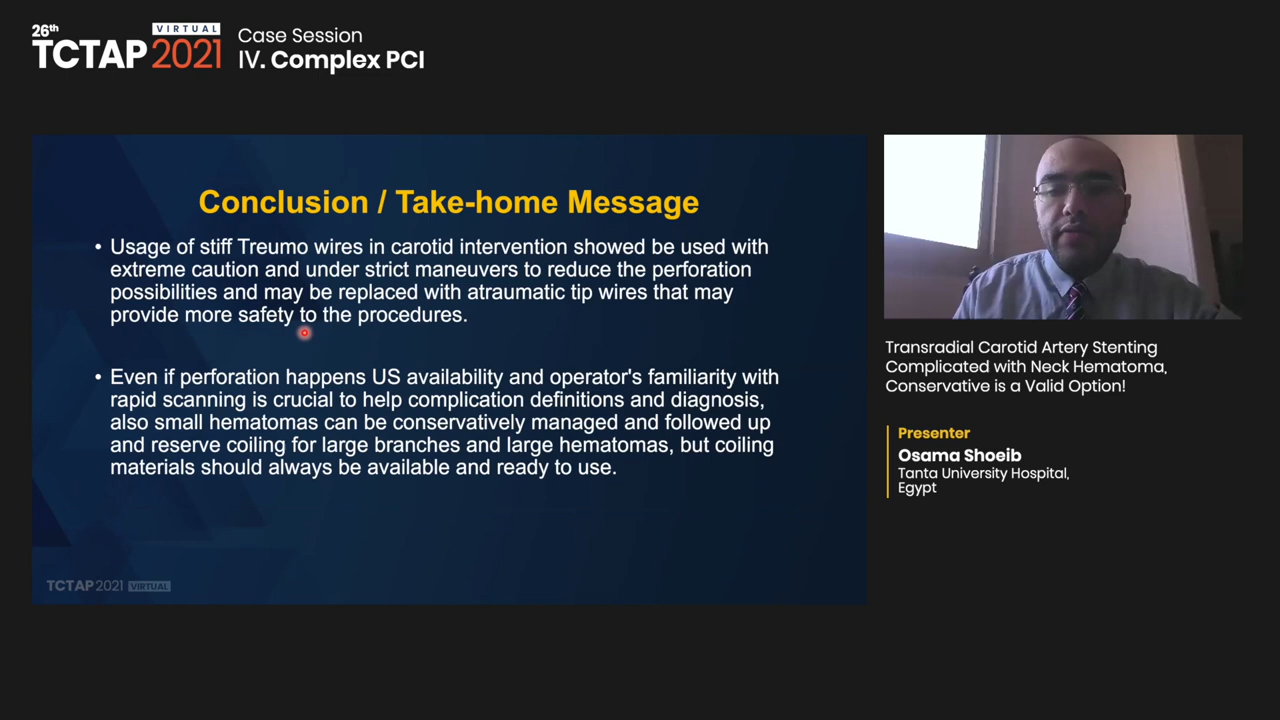 26th
VIRTUAL
TCTAP 2021
Case Session
IV. Complex PCI
Conclusion / Take-home Message
• Usage of stiff Treumo wires in carotid intervention showed be used with
extreme caution and under strict maneuvers to reduce the perforation
possibilities and may be replaced with atraumatic tip wires that may
provide more safety to the procedures.
• Even if perforation happens US availability and operator's familiarity with
rapid scanning is crucial to help complication definitions and diagnosis,
also small hematomas can be conservatively managed and followed up
and reserve coiling for large branches and large hematomas, but coiling
materials should always be available and ready to use.
TCTAP 2021 VIRTUAL
Transradial Carotid Artery Stenting
Complicated with Neck Hematoma,
Conservative is a Valid Option!
Presenter
Osama Shoeib
Tanta University Hospital,
Egypt